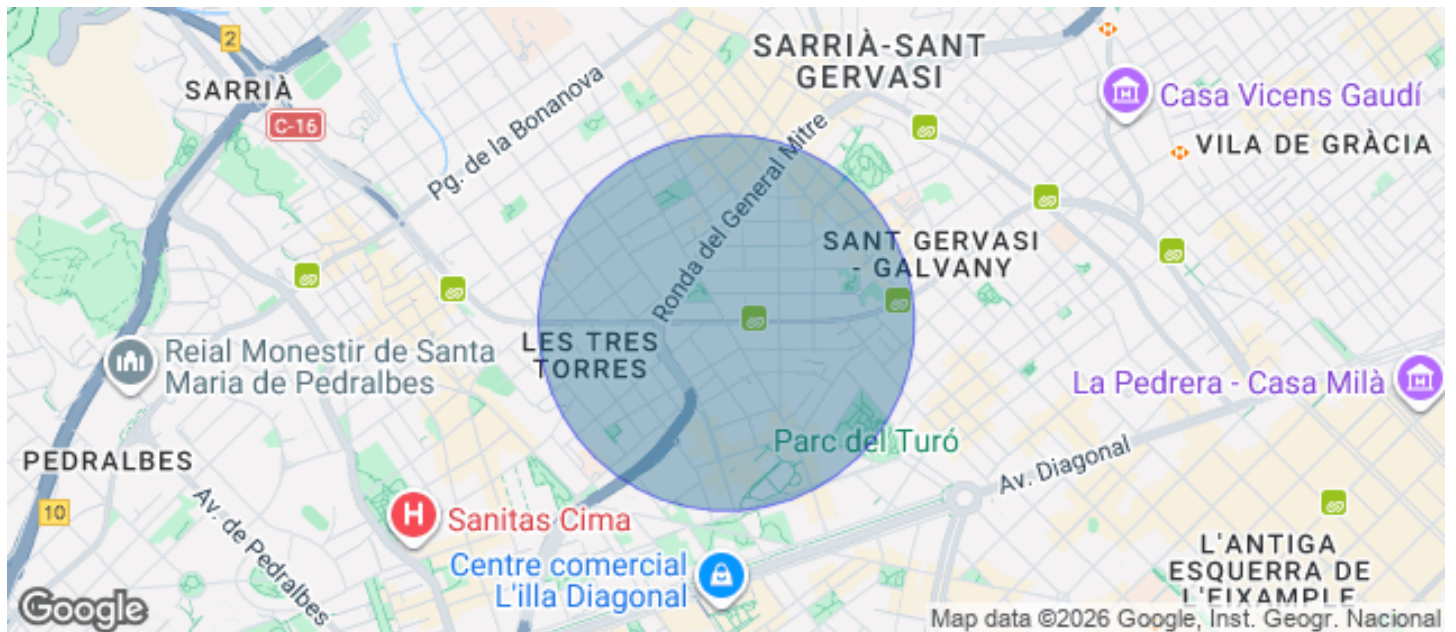 2
SARRIÀ
C-16
Pg. de la Bonanova
SARRIÀ-SANT
GERVASI
Casa Vicens Gaudí
VILA DE GRÀCIA
Ronda del General Mitre
SANT GERVASI
- GALVANY
LES TRES
TORRES
Reial Monestir de Santa
Maria de Pedralbes
La Pedrera - Casa Milà
Parc del Turó
PEDRALBES
Av. Diagonal
10
Av. de Pedralbes
H
Sanitas Cima
Centre comercial
L'illa Diagonal
L'ANTIGA
ESQUERRA DE
L'EIXAMPLE
Google
Map data ©2026 Google, Inst. Geogr. Nacional